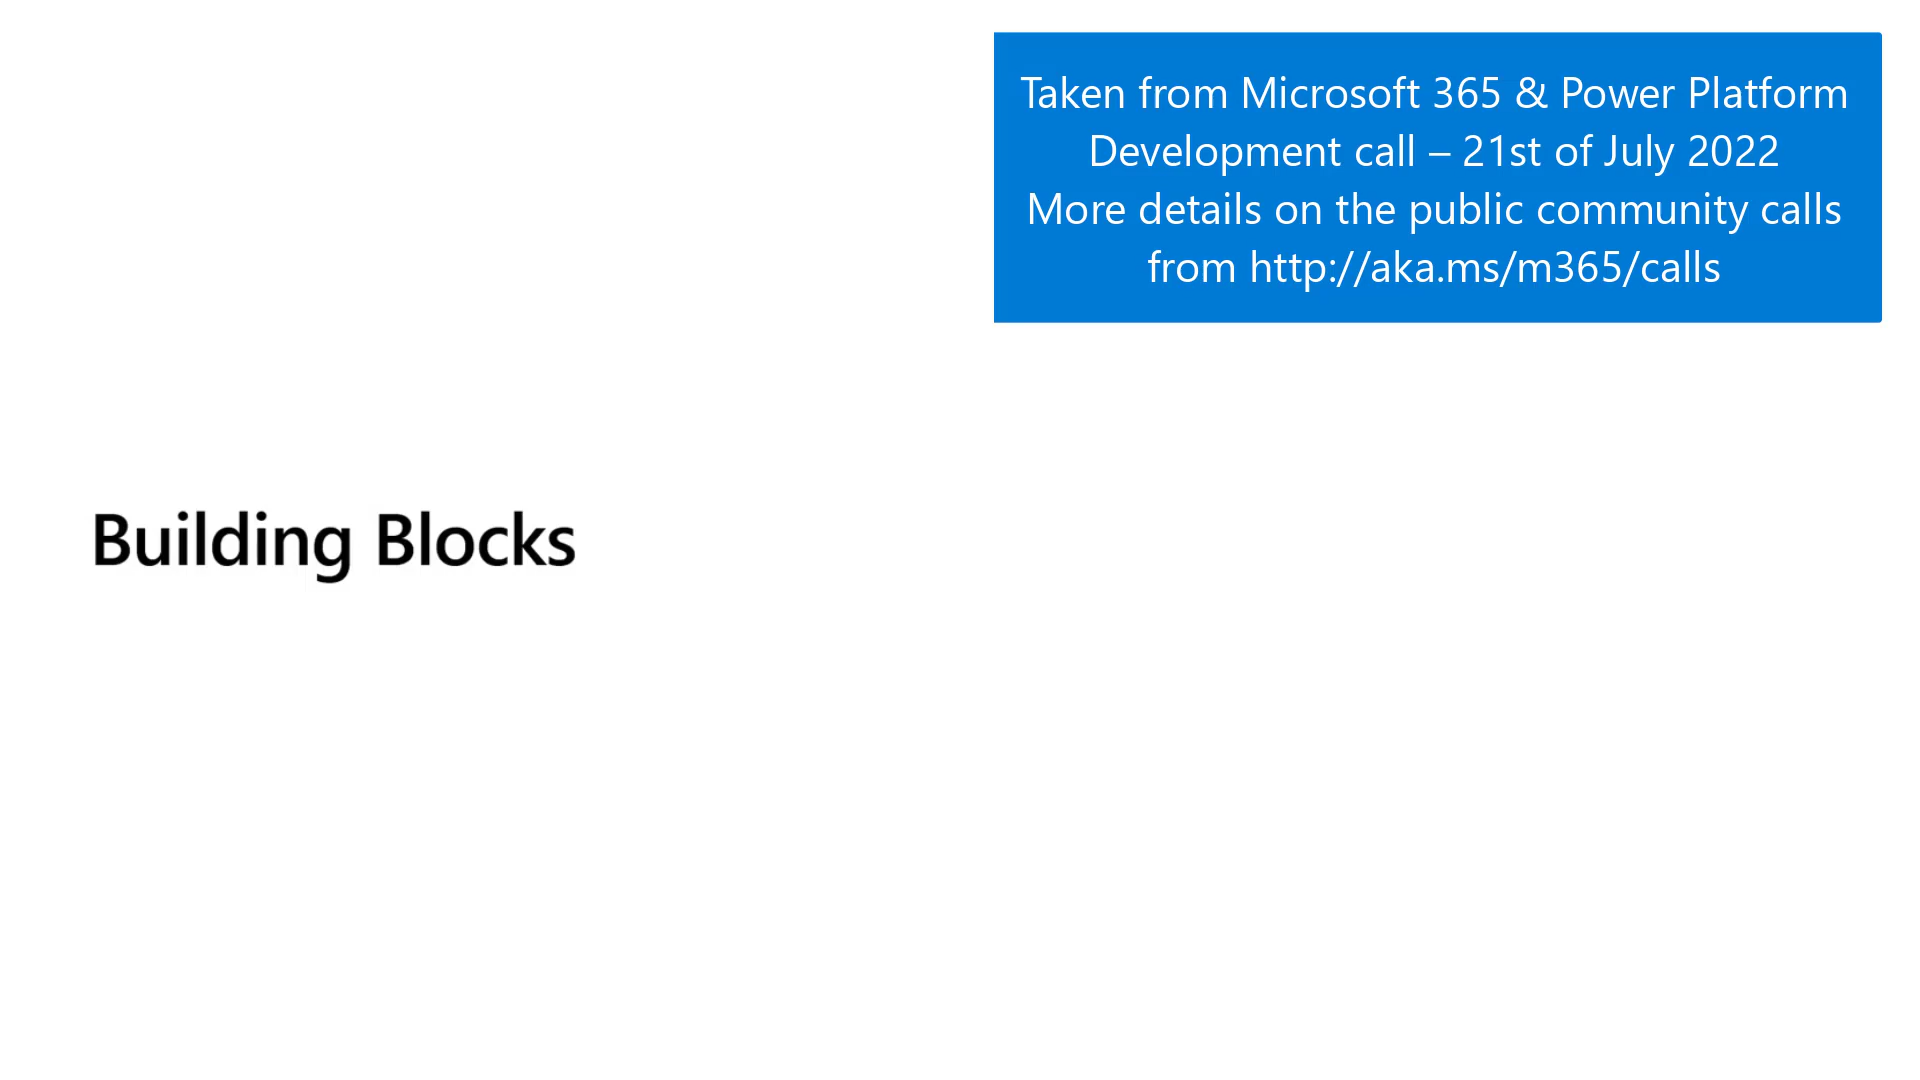 Taken from Microsoft 365 & Power Platform
Development call – 21st of July 2022
More details on the public community calls
from http://aka.ms/m365/calls
Building Blocks